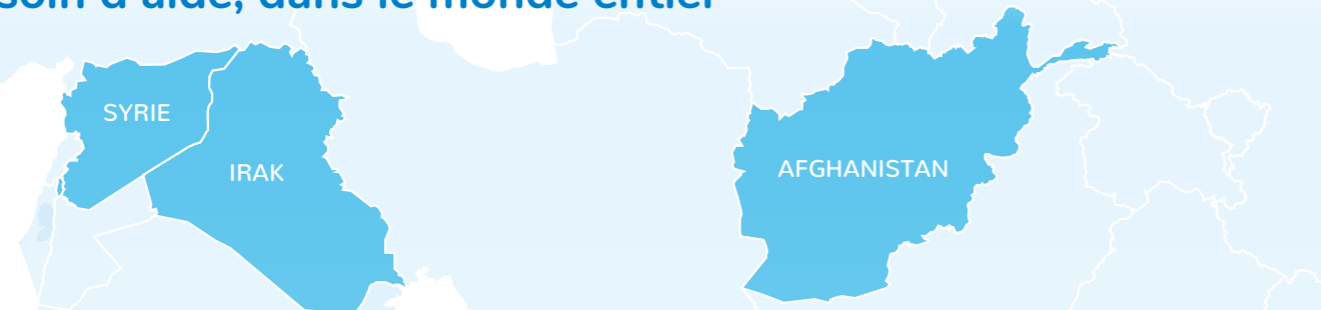 soin d'aide, dans le monde entier
SYRIE
IRAK
AFGHANISTAN